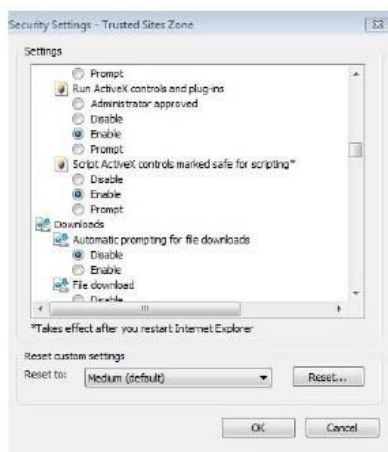 Security Settings - Trusted Sites Zone
Settings
Prompt
Run ActiveX controls and plug-ins
Administrator approved
Disable
Enable
Prompt
Script ActiveX controls marked safe for scripting*
Disable
Enable
Prompt
Downloads
Automatic prompting for file downloads
Disable
Enable
File download
Disable
*Takes effect after you restart Internet Explorer
Reset custom settings
Reset to:
Medium (default)
Reset...
OK
Cancel